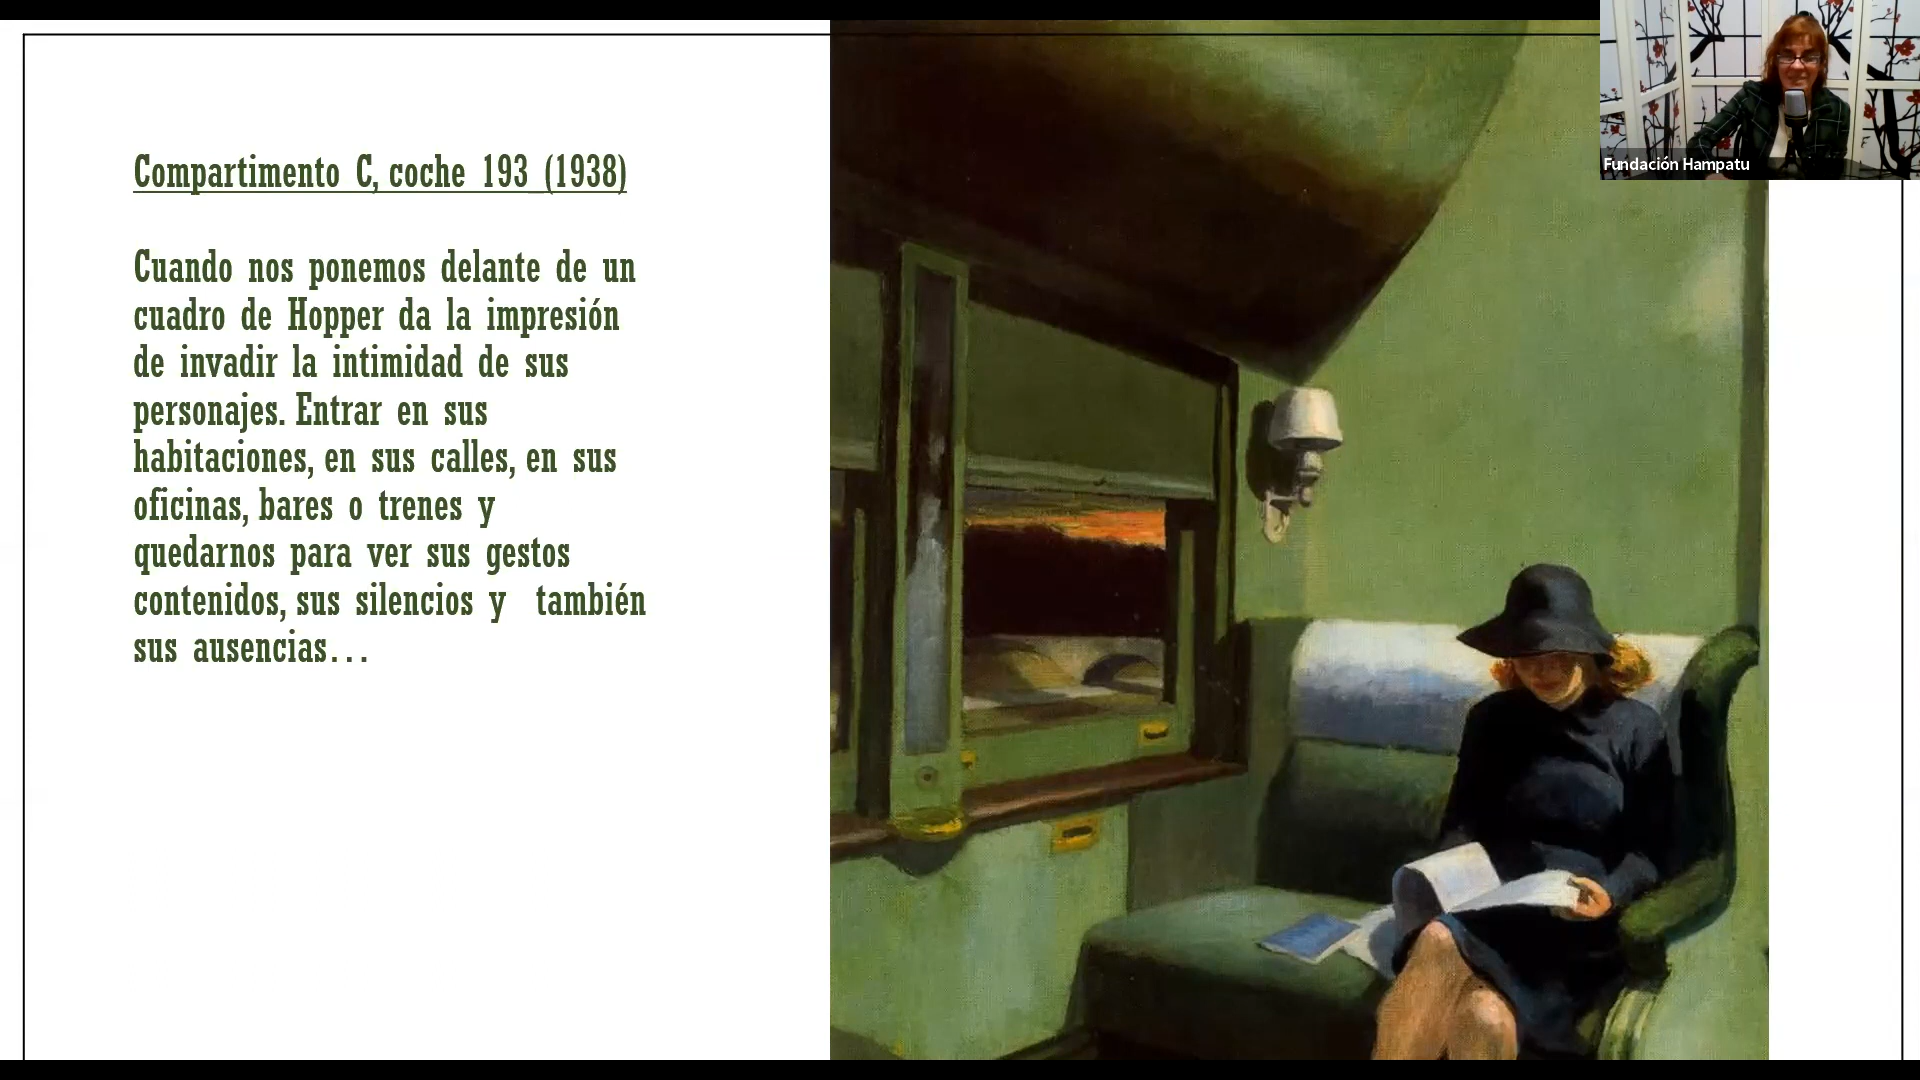 Compartimento C, coche 193 (1938)
Cuando nos ponemos delante de un
cuadro de Hopper da la impresión
de invadir la intimidad de sus
personajes. Entrar en sus
habitaciones, en sus calles, en sus
oficinas, bares o trenes y
quedarnos para ver sus gestos
contenidos, sus silencios y también
sus ausencias…
Fundación Hampatu